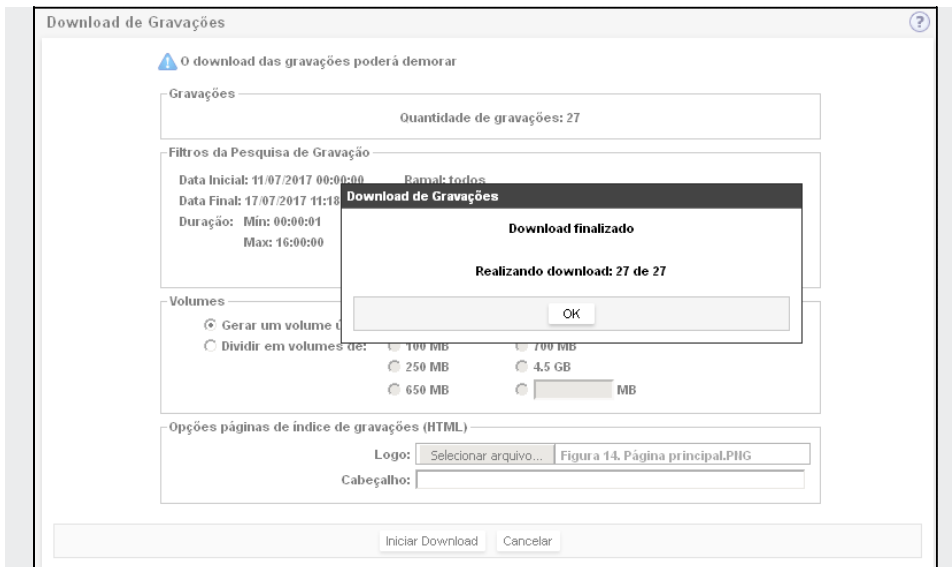 Download de Gravações
?
O download das gravações poderá demorar
Gravações
Quantidade de gravações: 27
Filtros da Pesquisa de Gravação
Data Inicial: 11/07/2017 00:00:00 Ramal: todos
Data Final: 17/07/2017 11:18
Duração: Mín: 00:00:01
Max: 16:00:00
Download de Gravações
Download finalizado
Realizando download: 27 de 27
OK
Volumes
Gerar um volume
Dividir em volumes de: 100 MB 700 MB
250 MB 4.5 GB
650 MB MB
Opções páginas de índice de gravações (HTML)
Logo: Selecionar arquivo... Figura 14. Página principal.PNG
Cabeçalho:
Iniciar Download Cancelar